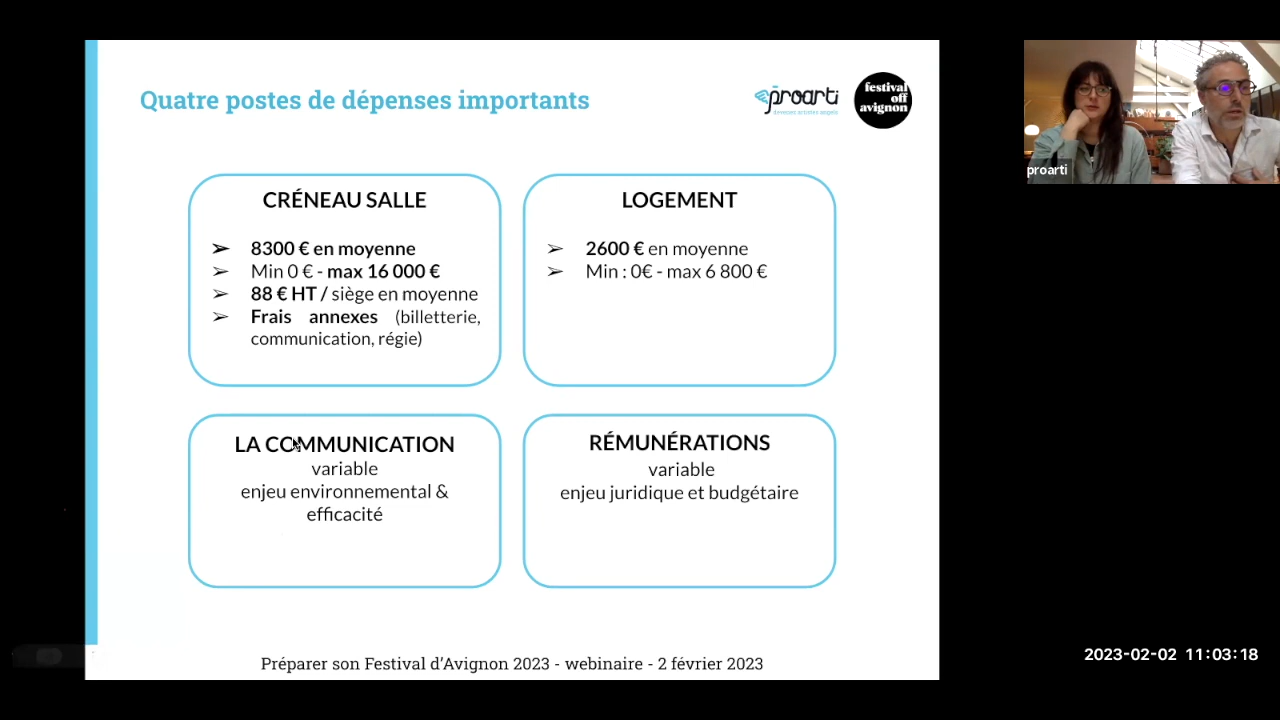 Quatre postes de dépenses importants
proarti
festival
off
avignon
CRÉNEAU SALLE
➢ 8300 € en moyenne
➢ Min 0 € - max 16 000 €
➢ 88 € HT / siège en moyenne
➢ Frais annexes (billetterie,
communication, régie)
LOGEMENT
➢ 2600 € en moyenne
➢ Min : 0€ - max 6 800 €
LA COMMUNICATION
variable
enjeu environnemental &
efficacité
RÉMUNÉRATIONS
variable
enjeu juridique et budgétaire
Préparer son Festival d'Avignon 2023 - webinaire - 2 février 2023
proarti
2023-02-02 11:03:18